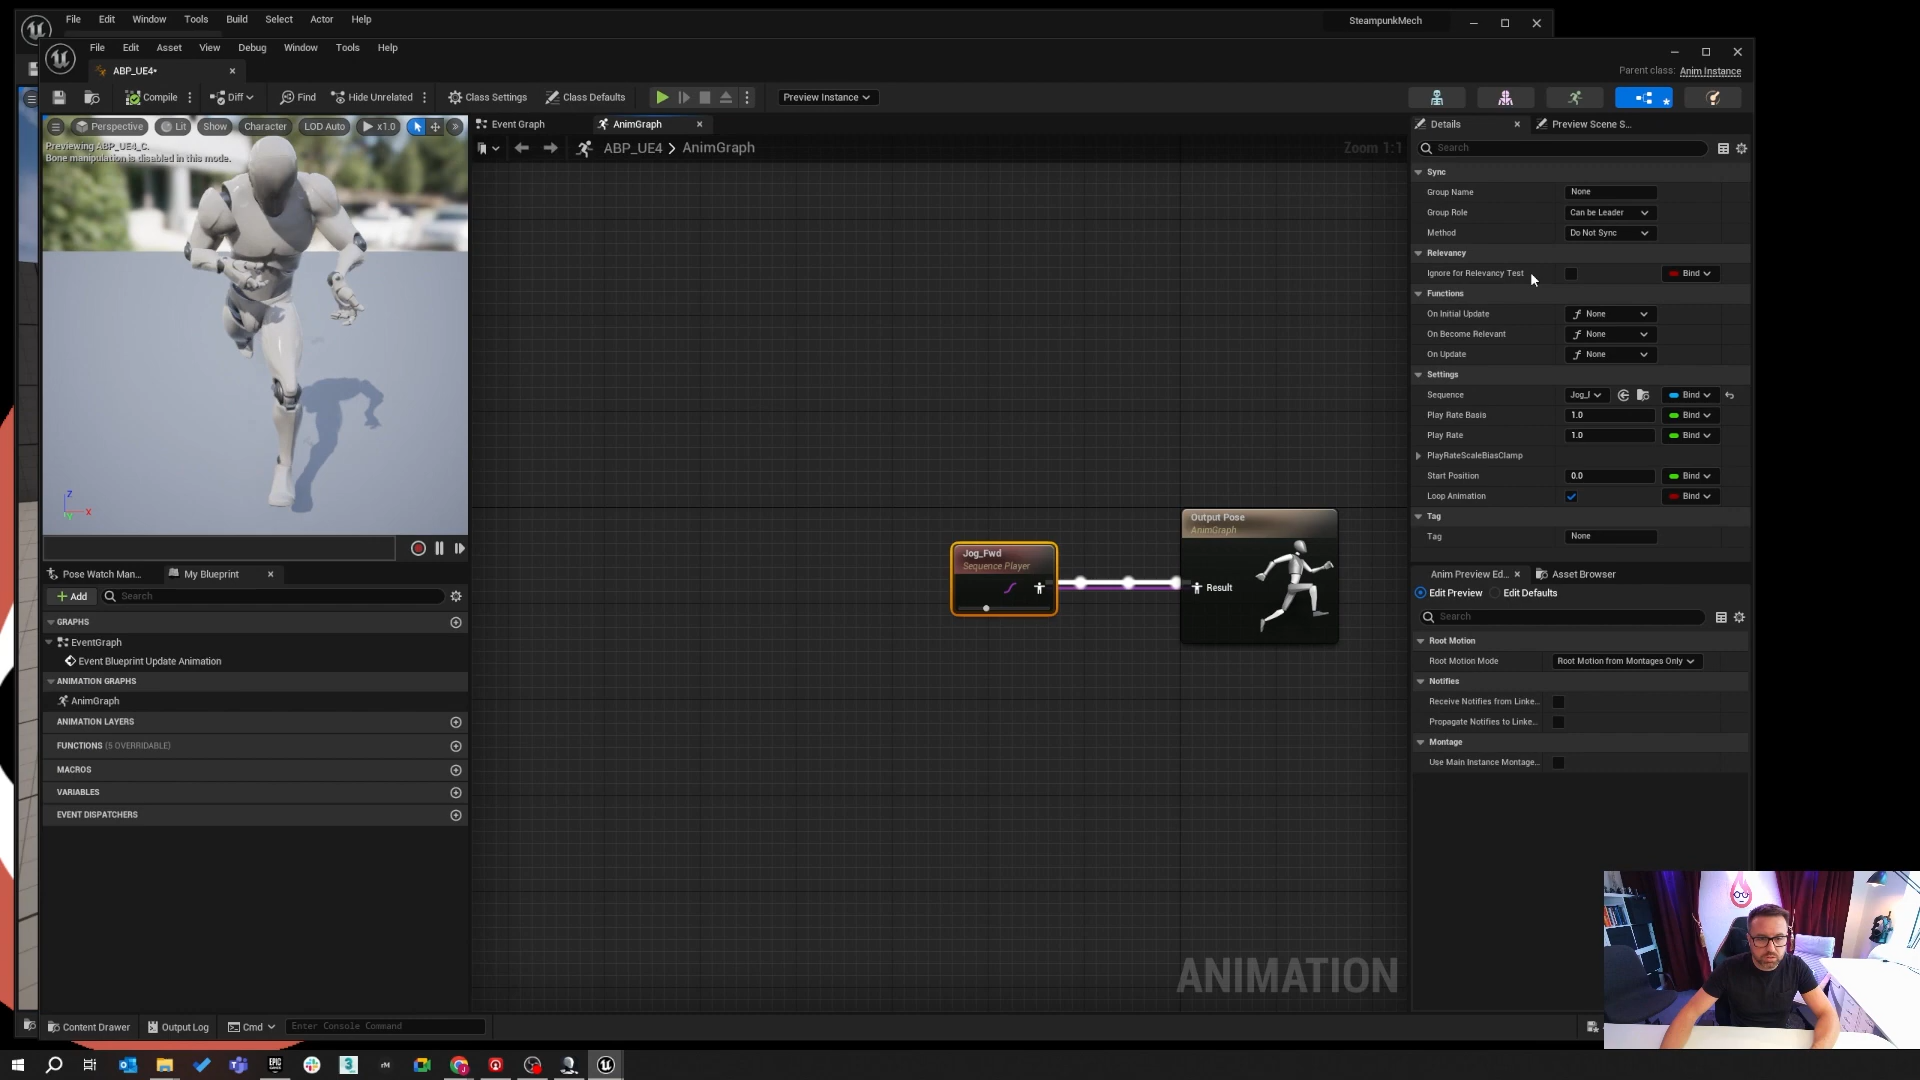 File Edit Window Tools Build Select Actor Help
SteampunkMech
File Edit Asset View Debug Window Tools Help
ABP_UE4•
Parent class: Anim Instance
Compile Diff Find Hide Unrelated Class Settings Class Defaults Preview Instance
Perspective Lit Show Character LOD Auto x1.0
Previewing ABP_UE4_C.
Bone manipulation is disabled in this mode.
Z
X
Y
Event Graph AnimGraph
ABP_UE4 > AnimGraph
Zoom 1:1
Jog_Fwd
Sequence Player
Output Pose
AnimGraph
Result
ANIMATION
Pose Watch Man... My Blueprint
+ Add Search
GRAPHS
EventGraph
Event Blueprint Update Animation
ANIMATION GRAPHS
AnimGraph
ANIMATION LAYERS
FUNCTIONS (5 OVERRIDABLE)
MACROS
VARIABLES
EVENT DISPATCHERS
Details Preview Scene S...
Search
Sync
Group Name None
Group Role Can be Leader
Method Do Not Sync
Relevancy
Ignore for Relevancy Test Bind
Functions
On Initial Update None
On Become Relevant None
On Update None
Settings
Sequence Jog_I Bind
Play Rate Basis 1.0 Bind
Play Rate 1.0 Bind
PlayRateScaleBiasClamp
Start Position 0.0 Bind
Loop Animation Bind
Tag
Tag None
Anim Preview Ed... Asset Browser
Edit Preview Edit Defaults
Search
Root Motion
Root Motion Mode Root Motion from Montages Only
Notifies
Receive Notifies from Linke...
Propagate Notifies to Linke...
Montage
Use Main Instance Montage...
Content Drawer Output Log Cmd Enter Console Command